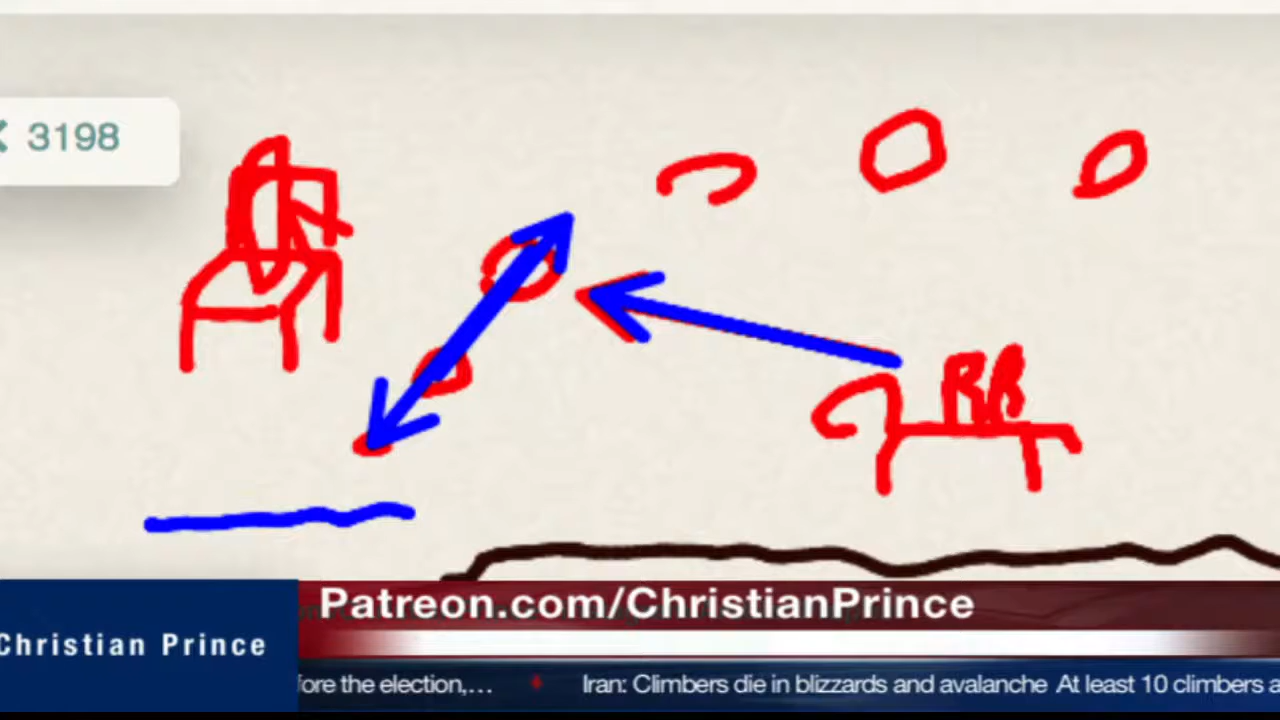 3198
Patreon.com/ChristianPrince
Christian Prince
fore the election,… Iran: Climbers die in blizzards and avalanche At least 10 climbers a